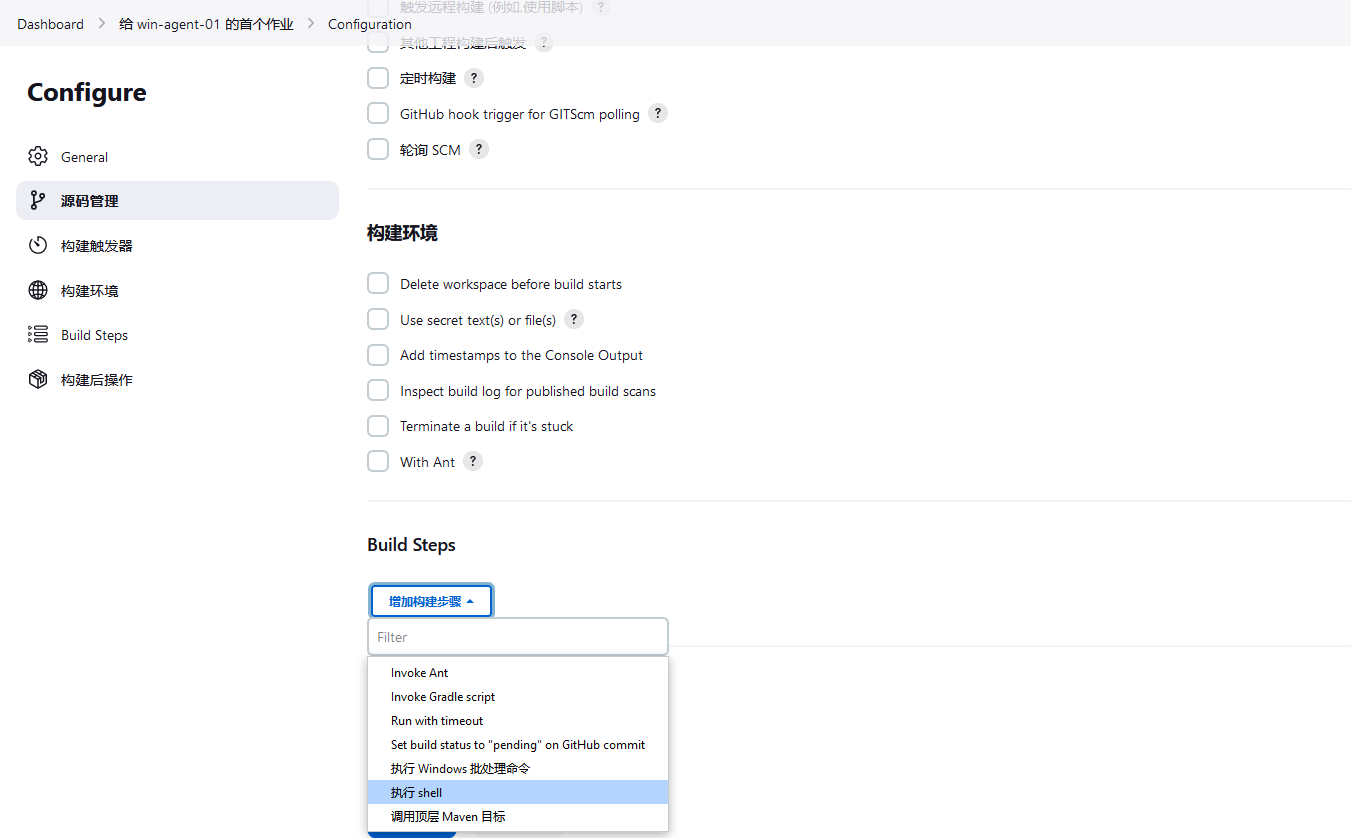 Dashboard > 给 win-agent-01 的首个作业 > Configuration
Configure
General
源码管理
构建触发器
构建环境
Build Steps
构建后操作
触发远程构建 (例如,使用脚本) ?
其他工程构建后触发 ?
定时构建 ?
GitHub hook trigger for GITScm polling ?
轮询 SCM ?
构建环境
Delete workspace before build starts
Use secret text(s) or file(s) ?
Add timestamps to the Console Output
Inspect build log for published build scans
Terminate a build if it's stuck
With Ant ?
Build Steps
增加构建步骤
Filter
Invoke Ant
Invoke Gradle script
Run with timeout
Set build status to "pending" on GitHub commit
执行 Windows 批处理命令
执行 shell
调用顶层 Maven 目标